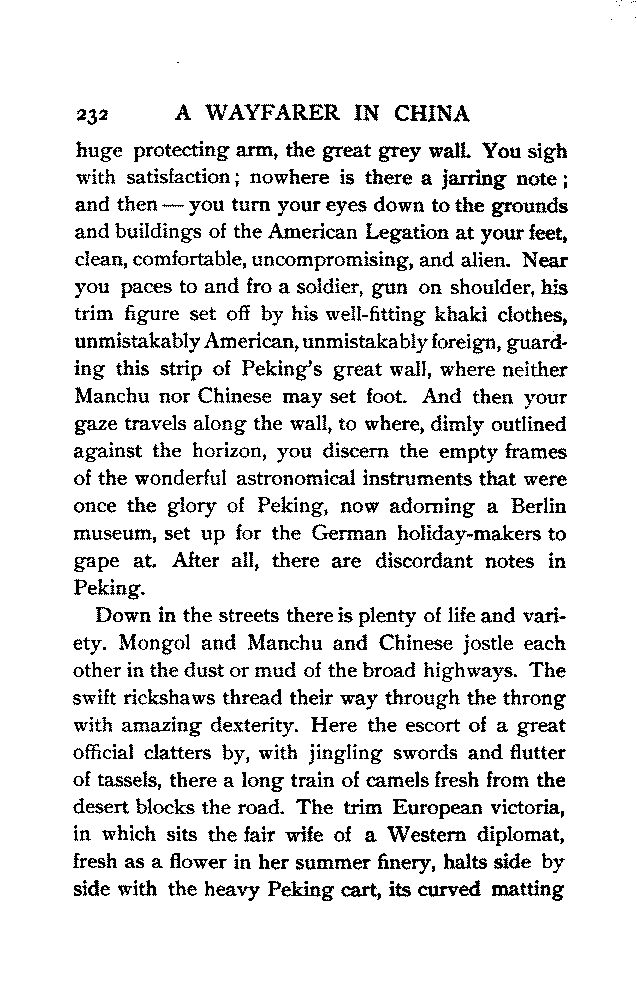 232 A WAYFARER IN CHINA
huge protecting arm, the great grey wall. You sigh
with satisfaction; nowhere is there a jarring note;
and then — you turn your eyes down to the grounds
and buildings of the American Legation at your feet,
clean, comfortable, uncompromising, and alien. Near
you paces to and fro a soldier, gun on shoulder, his
trim figure set off by his well-fitting khaki clothes,
unmistakably American, unmistakably foreign, guard-
ing this strip of Peking's great wall, where neither
Manchu nor Chinese may set foot. And then your
gaze travels along the wall, to where, dimly outlined
against the horizon, you discern the empty frames
of the wonderful astronomical instruments that were
once the glory of Peking, now adorning a Berlin
museum, set up for the German holiday-makers to
gape at. After all, there are discordant notes in
Peking.
Down in the streets there is plenty of life and vari-
ety. Mongol and Manchu and Chinese jostle each
other in the dust or mud of the broad highways. The
swift rickshaws thread their way through the throng
with amazing dexterity. Here the escort of a great
official clatters by, with jingling swords and flutter
of tassels, there a long train of camels fresh from the
desert blocks the road. The trim European victoria,
in which sits the fair wife of a Western diplomat,
fresh as a flower in her summer finery, halts side by
side with the heavy Peking cart, its curved matting